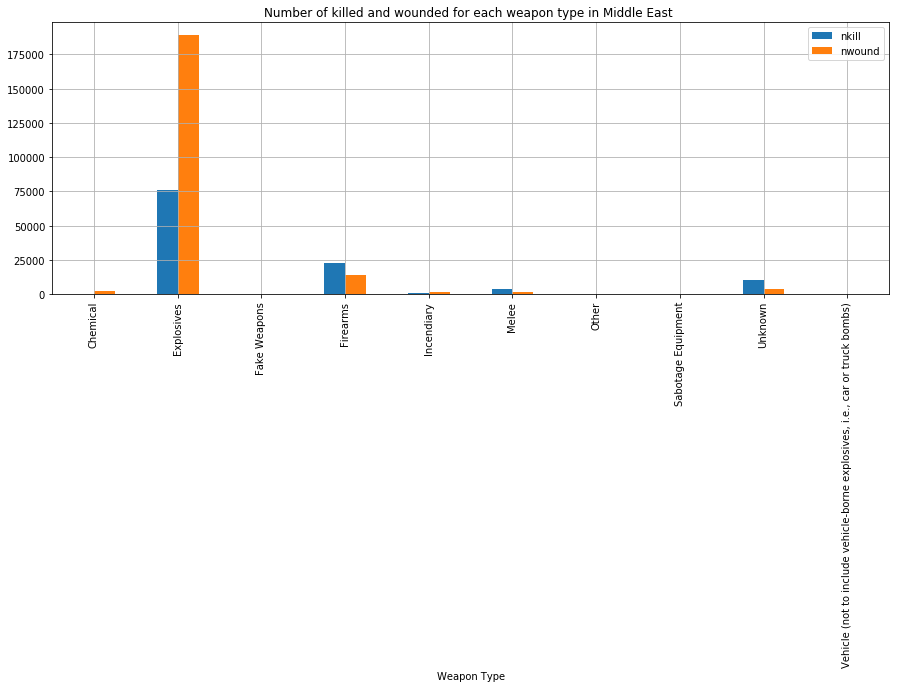 Number of killed and wounded for each weapon type in Middle East
nkill
nwound
175000
150000
125000
100000
75000
50000
25000
0
Chemical
Explosives
Fake Weapons
Firearms
Incendiary
Melee
Other
Sabotage Equipment
Unknown
Vehicle (not to include vehicle-borne explosives, i.e., car or truck bombs)
Weapon Type